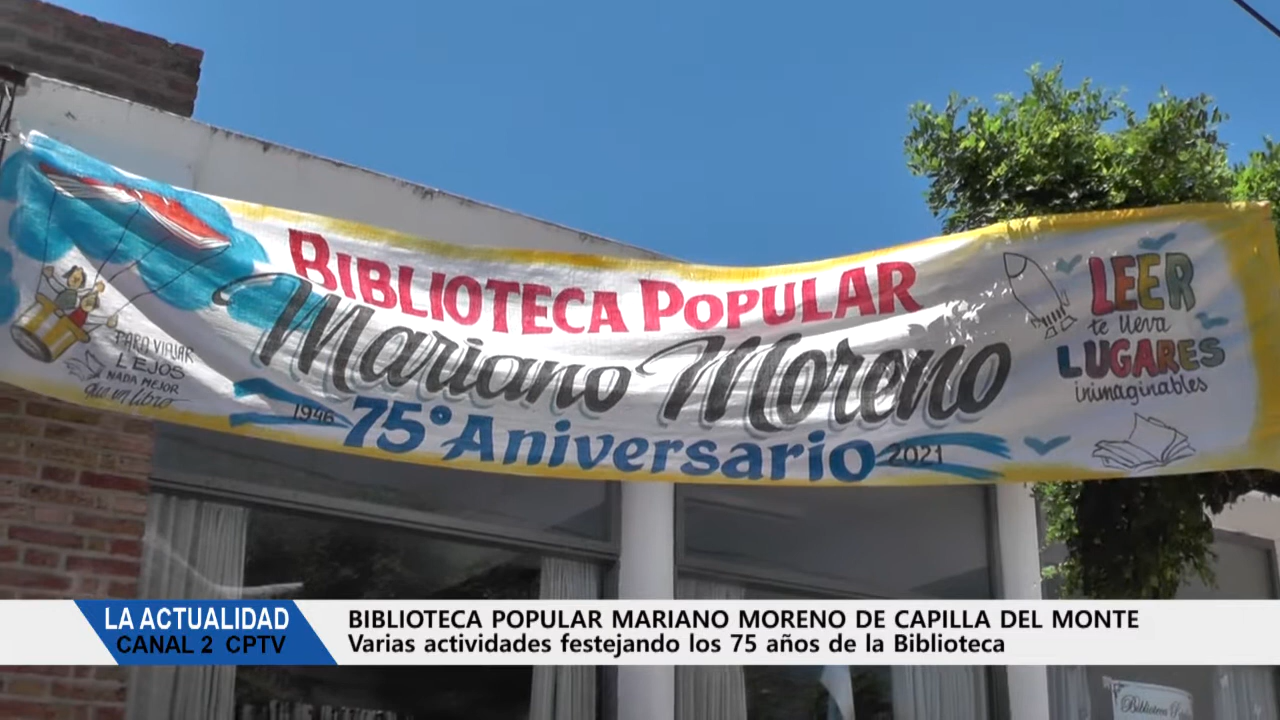 BIBLIOTECA POPULAR
Mariano Moreno
1946 75° Aniversario 2021
PARA VIAJAR
LEJOS
NADA MEJOR
que un libro
LEER
te lleva
LUGARES
inimaginables
LA ACTUALIDAD
CANAL 2 CPTV
BIBLIOTECA POPULAR MARIANO MORENO DE CAPILLA DEL MONTE
Varias actividades festejando los 75 años de la Biblioteca
Biblioteca